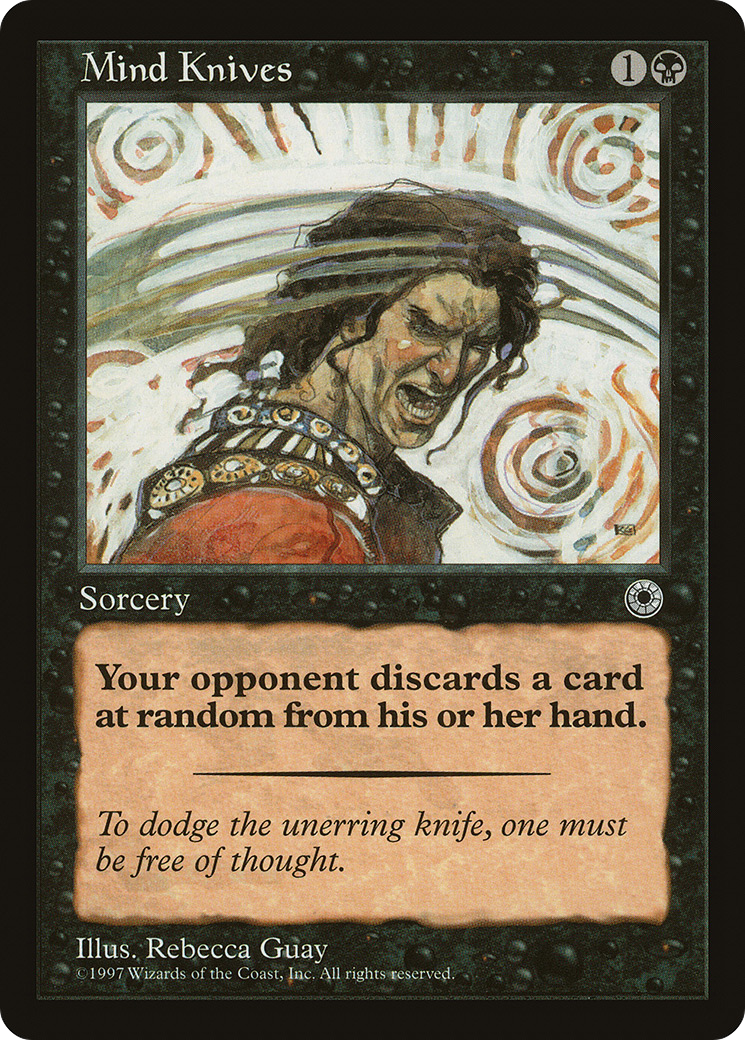 Mind Knives 1
Sorcery
Your opponent discards a card
at random from his or her hand.
To dodge the unerring knife, one must
be free of thought.
Illus. Rebecca Guay
©1997 Wizards of the Coast, Inc. All rights reserved.